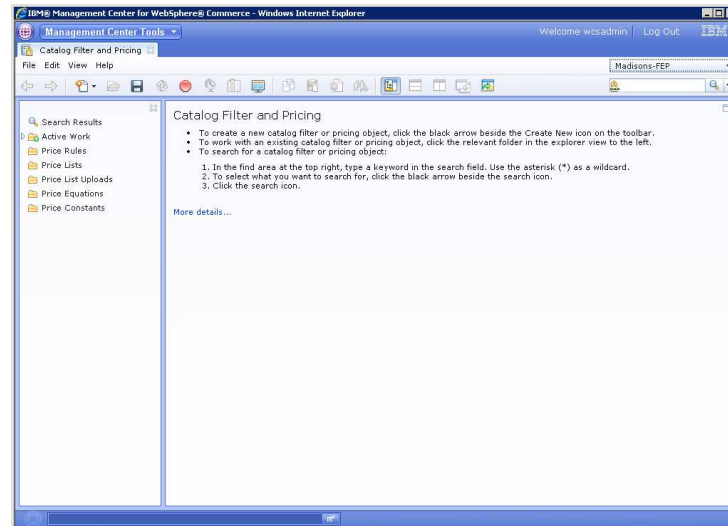 IBM® Management Center for WebSphere® Commerce - Windows Internet Explorer
Management Center Tools
Welcome wcsadmin Log Out IBM
Catalog Filter and Pricing
File Edit View Help
Madisons-FEP
Search Results
Active Work
Price Rules
Price Lists
Price List Uploads
Price Equations
Price Constants
Catalog Filter and Pricing
• To create a new catalog filter or pricing object, click the black arrow beside the Create New icon on the toolbar.
• To work with an existing catalog filter or pricing object, click the relevant folder in the explorer view to the left.
• To search for a catalog filter or pricing object:
1. In the find area at the top right, type a keyword in the search field. Use the asterisk (*) as a wildcard.
2. To select what you want to search for, click the black arrow beside the search icon.
3. Click the search icon.
More details...